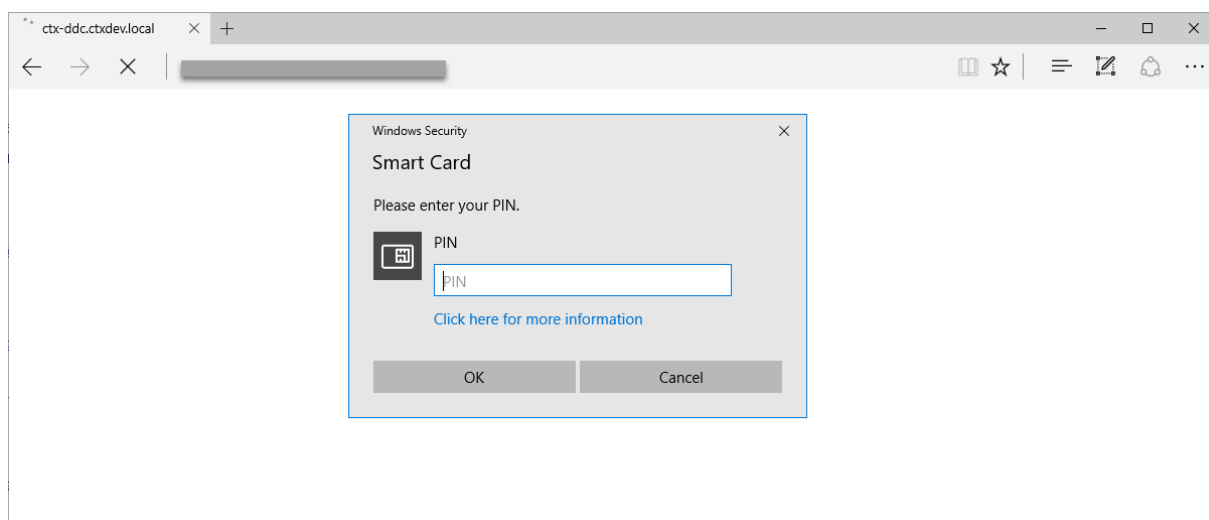 ctx-ddc.ctxdev.local
Windows Security
Smart Card
Please enter your PIN.
PIN
PIN
Click here for more information
OK Cancel